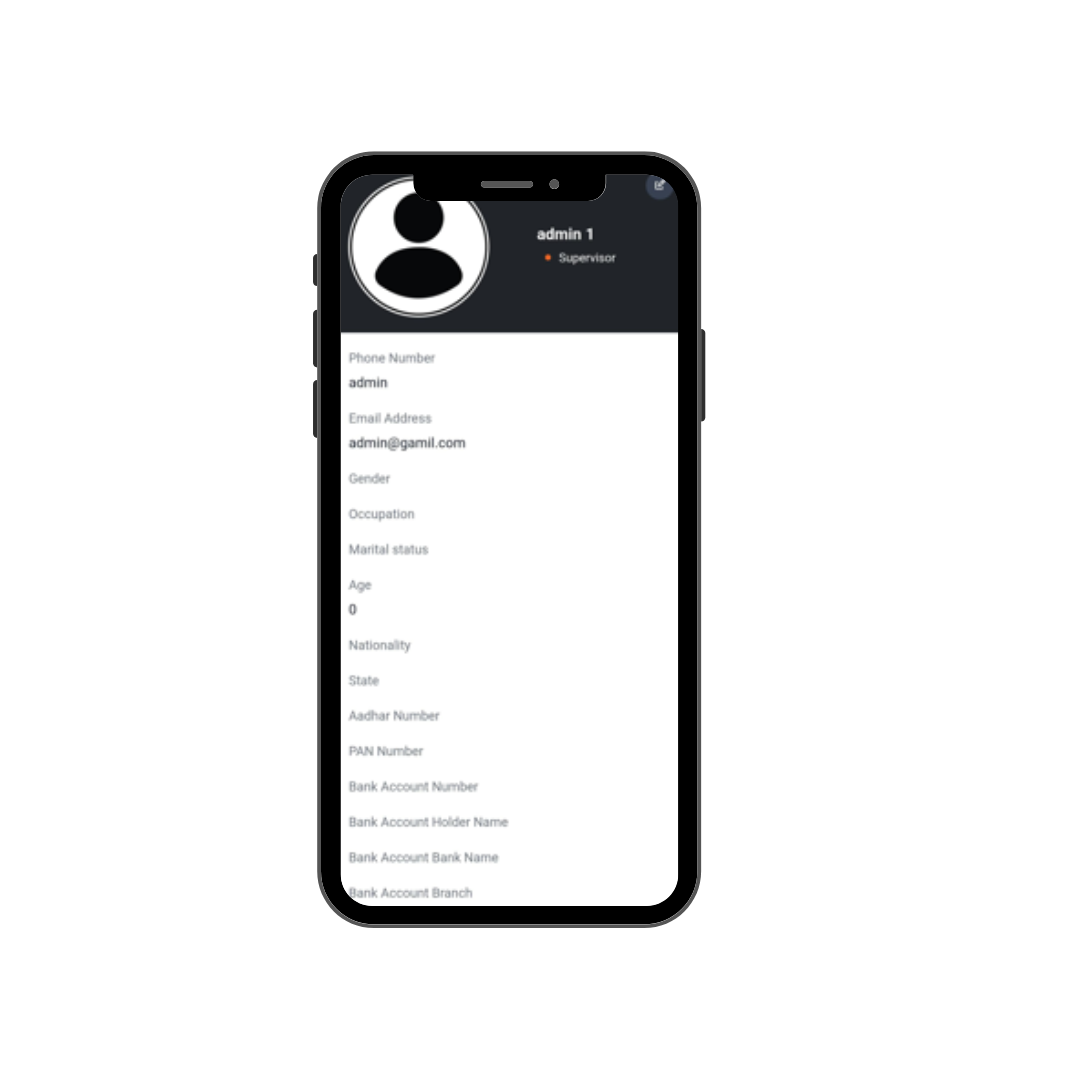 admin 1
Supervisor
Phone Number
admin
Email Address
admin@gamil.com
Gender
Occupation
Marital status
Age
0
Nationality
State
Aadhar Number
PAN Number
Bank Account Number
Bank Account Holder Name
Bank Account Bank Name
Bank Account Branch